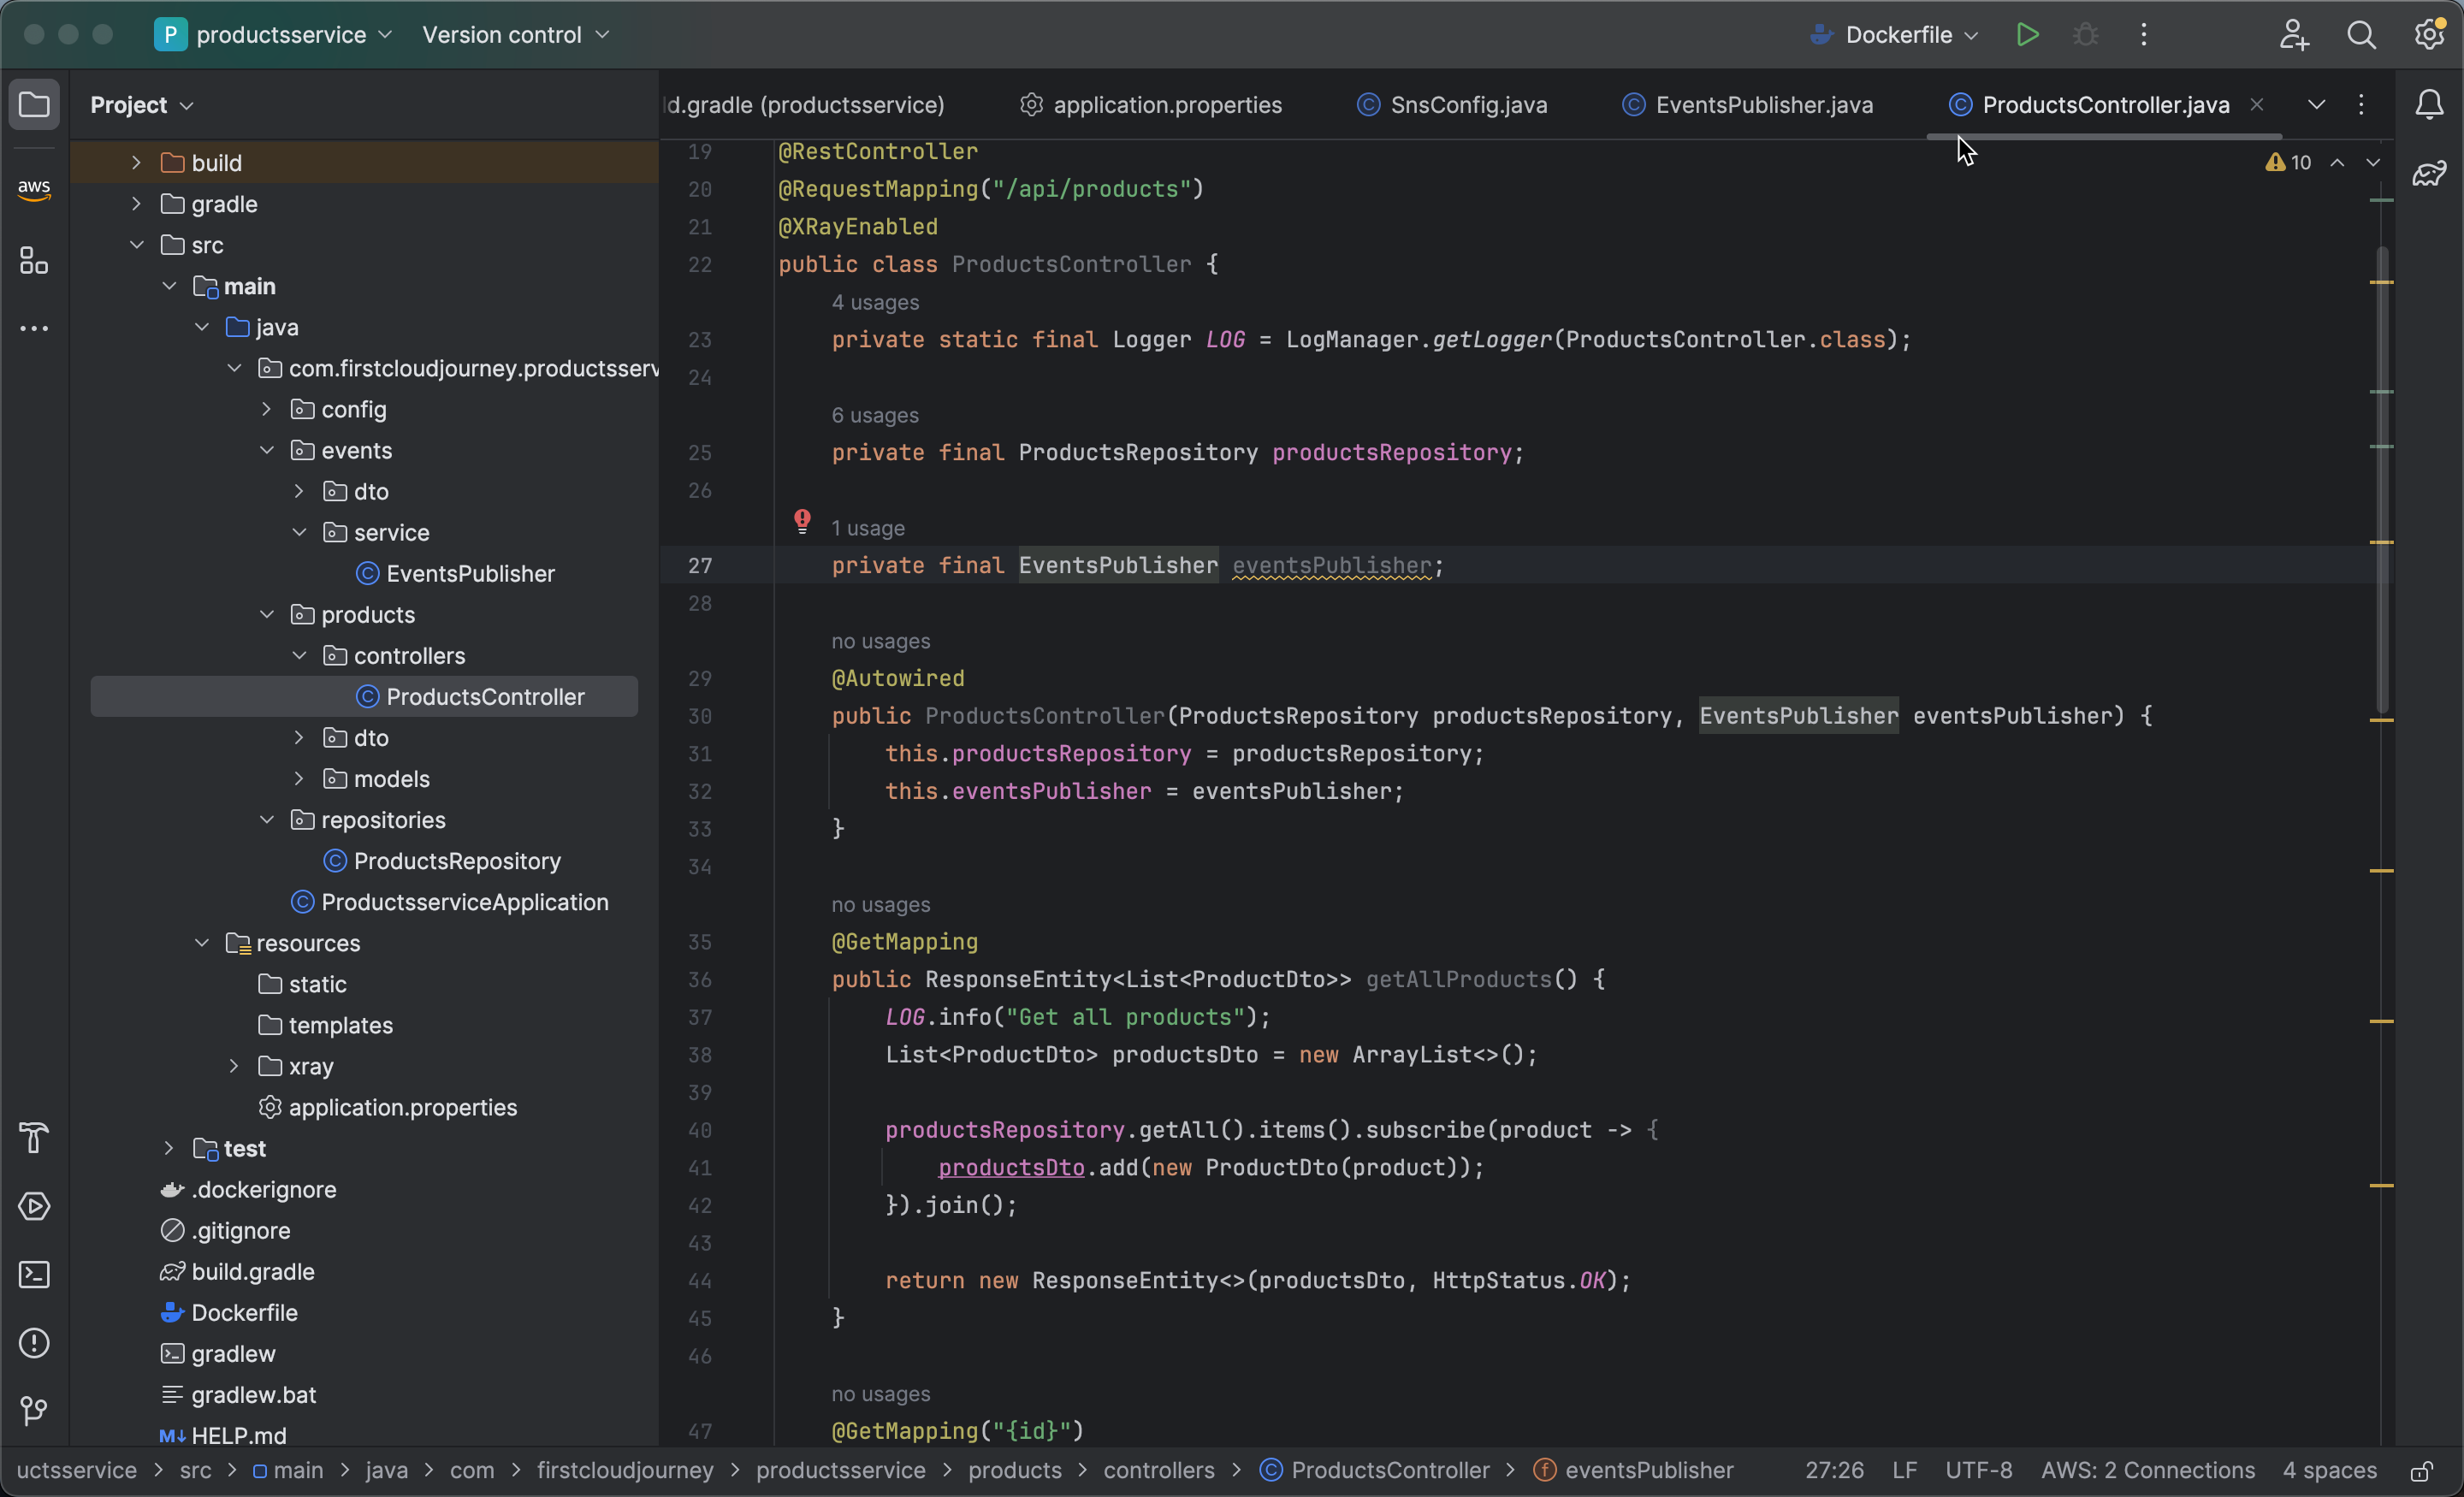 P productsservice Version control Dockerfile
Project
d.gradle (productsservice) application.properties SnsConfig.java EventsPublisher.java ProductsController.java
aws
build
gradle
src
main
java
com.firstcloudjourney.productsserv
config
events
dto
service
EventsPublisher
products
controllers
ProductsController
dto
models
repositories
ProductsRepository
ProductsserviceApplication
resources
static
templates
xray
application.properties
test
.dockerignore
.gitignore
build.gradle
Dockerfile
gradlew
gradlew.bat
M↓ HELP.md
10
19 @RestController
20 @RequestMapping("/api/products")
21 @XRayEnabled
22 public class ProductsController {
4 usages
23 private static final Logger LOG = LogManager.getLogger(ProductsController.class);
24
6 usages
25 private final ProductsRepository productsRepository;
26
1 usage
27 private final EventsPublisher eventsPublisher;
28
no usages
29 @Autowired
30 public ProductsController(ProductsRepository productsRepository, EventsPublisher eventsPublisher) {
31 this.productsRepository = productsRepository;
32 this.eventsPublisher = eventsPublisher;
33 }
34
no usages
35 @GetMapping
36 public ResponseEntity<List<ProductDto>> getAllProducts() {
37 LOG.info("Get all products");
38 List<ProductDto> productsDto = new ArrayList<>();
39
40 productsRepository.getAll().items().subscribe(product -> {
41 productsDto.add(new ProductDto(product));
42 }).join();
43
44 return new ResponseEntity<>(productsDto, HttpStatus.OK);
45 }
46
no usages
47 @GetMapping("{id}")
uctsservice > src > main > java > com > firstcloudjourney > productsservice > products > controllers > ProductsController > eventsPublisher 27:26 LF UTF-8 AWS: 2 Connections 4 spaces